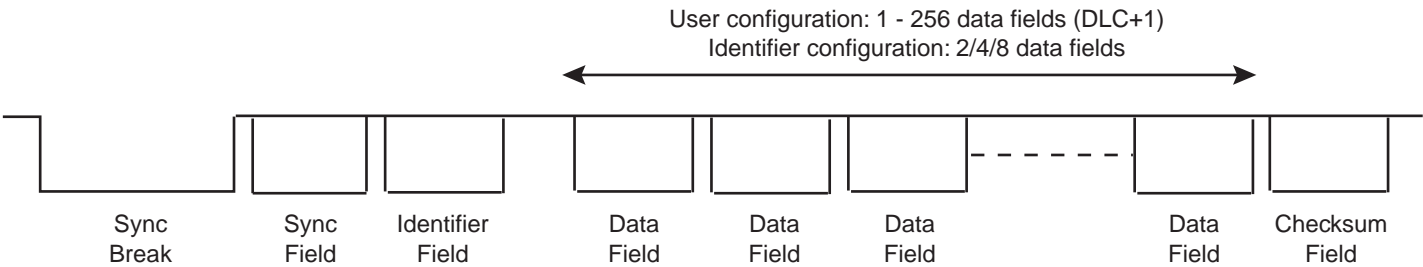 User configuration: 1 - 256 data fields (DLC+1)
Identifier configuration: 2/4/8 data fields
Sync Break
Sync Field
Identifier Field
Data Field
Data Field
Data Field
Data Field
Checksum Field